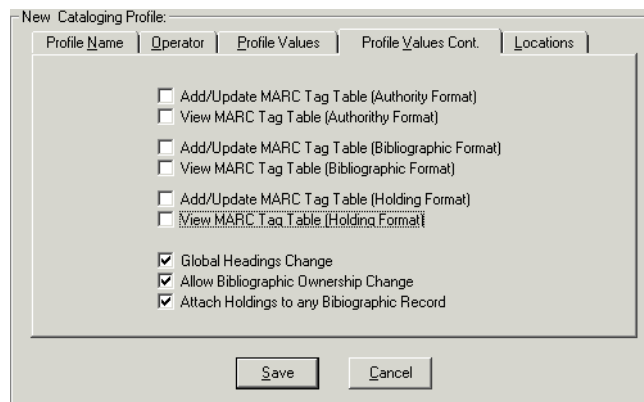 New Cataloging Profile:
Profile Name Operator Profile Values Profile Values Cont. Locations
Add/Update MARC Tag Table (Authority Format)
View MARC Tag Table (Authorithy Format)
Add/Update MARC Tag Table (Bibliographic Format)
View MARC Tag Table (Bibliographic Format)
Add/Update MARC Tag Table (Holding Format)
View MARC Tag Table (Holding Format)
Global Headings Change
Allow Bibliographic Ownership Change
Attach Holdings to any Bibiographic Record
Save Cancel